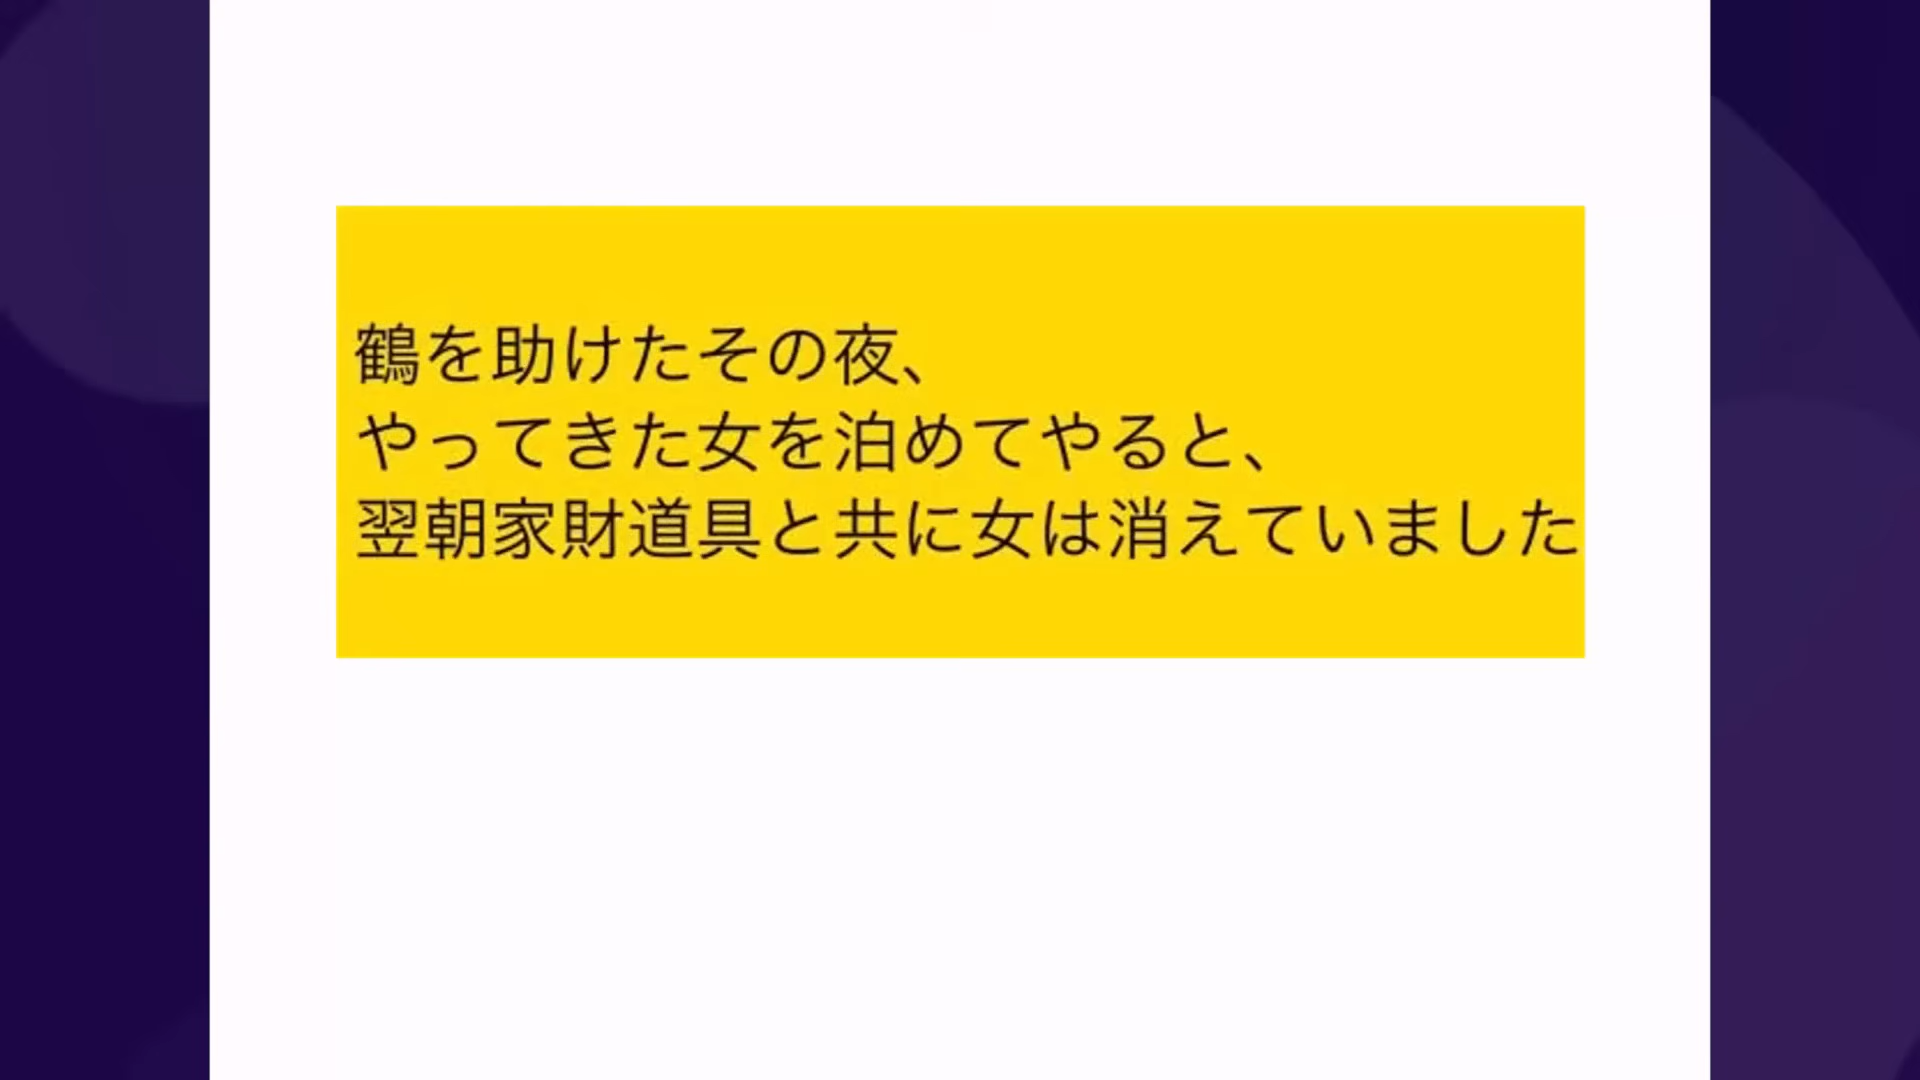 鶴を助けたその夜、
やってきた女を泊めてやると、
翌朝家財道具と共に女は消えていました